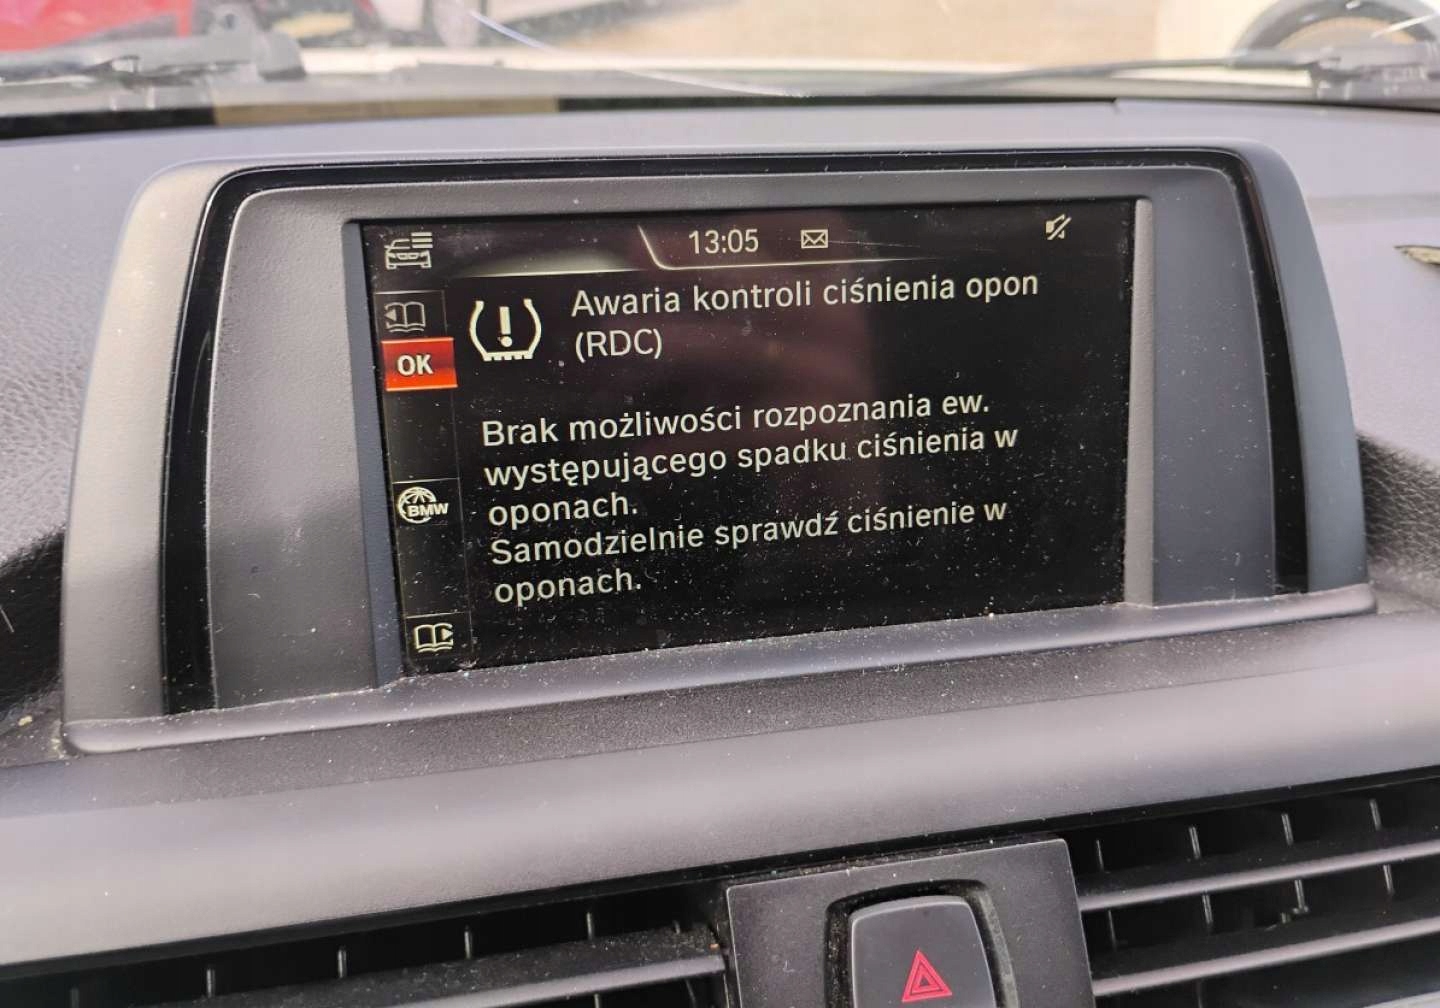 13:05
Awaria kontroli ciśnienia opon
(RDC)
OK
Brak możliwości rozpoznania ew.
występującego spadku ciśnienia w
oponach.
Samodzielnie sprawdź ciśnienie w
oponach.
BMW